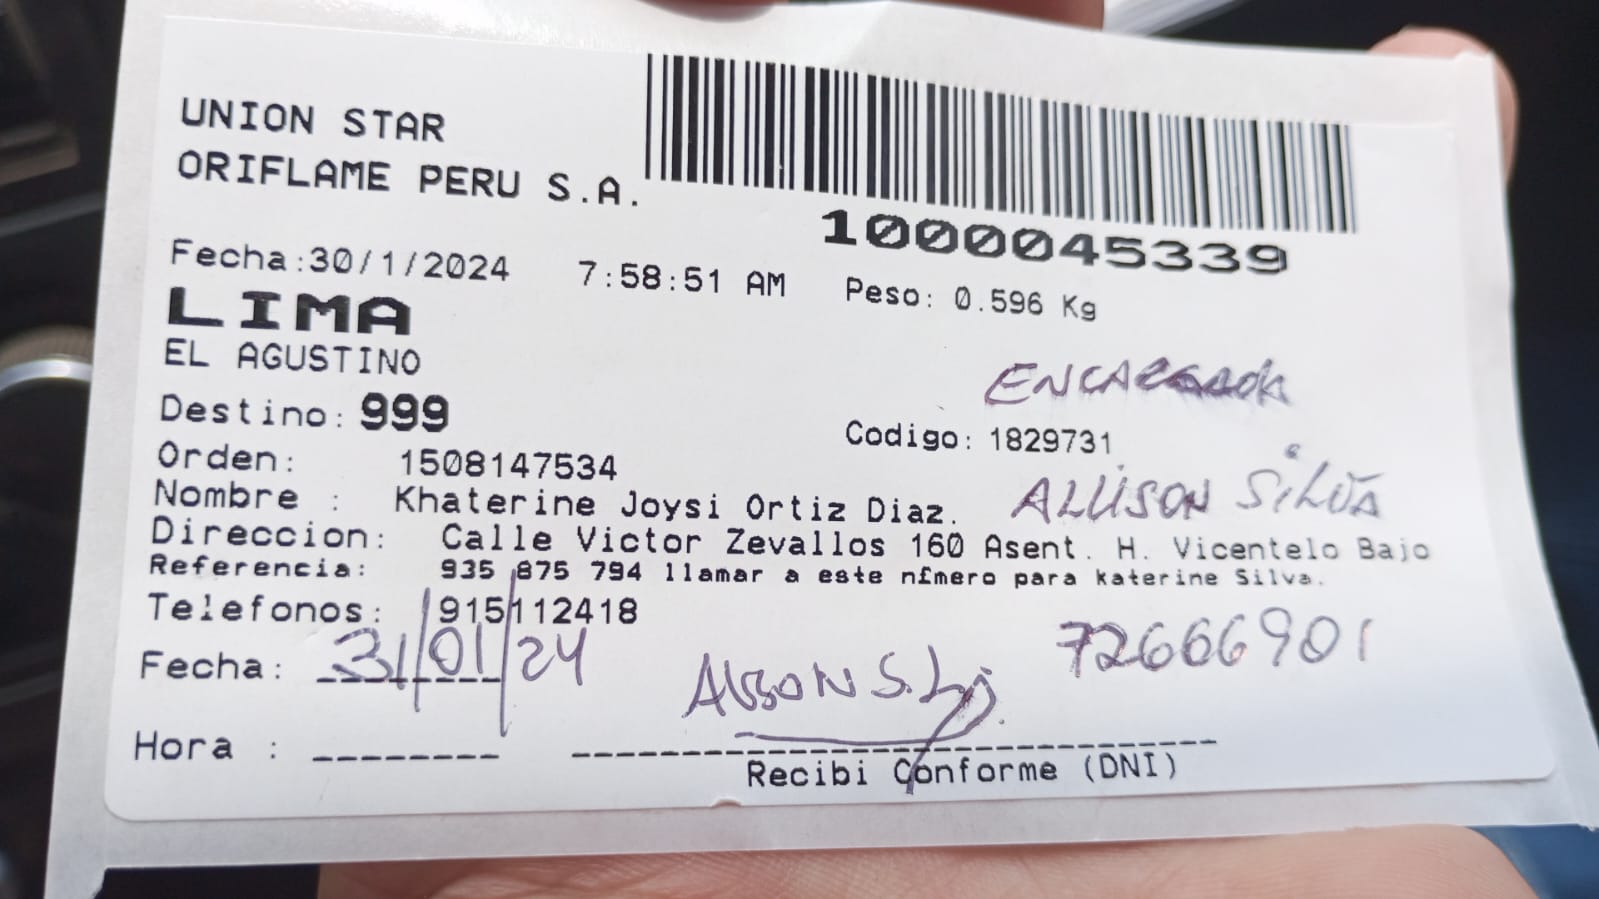 UNION STAR
ORIFLAME PERU S.A.
1000045339
Fecha:30/1/2024 7:58:51 AM Peso: 0.596 Kg
LIMA
EL AGUSTINO
Destino: 999
Codigo: 1829731
Orden: 1508147534
Nombre : Khaterine Joysi Ortiz Diaz.
ALLISON SILVA
Direccion: Calle Victor Zevallos 160 Asent. H. Vicentelo Bajo
Referencia: 935 875 794 llamar a este nfmero para katerine Silva.
Telefonos: 915112418
72666901
Fecha: 31/01/24
Hora :
Recibi Conforme (DNI)